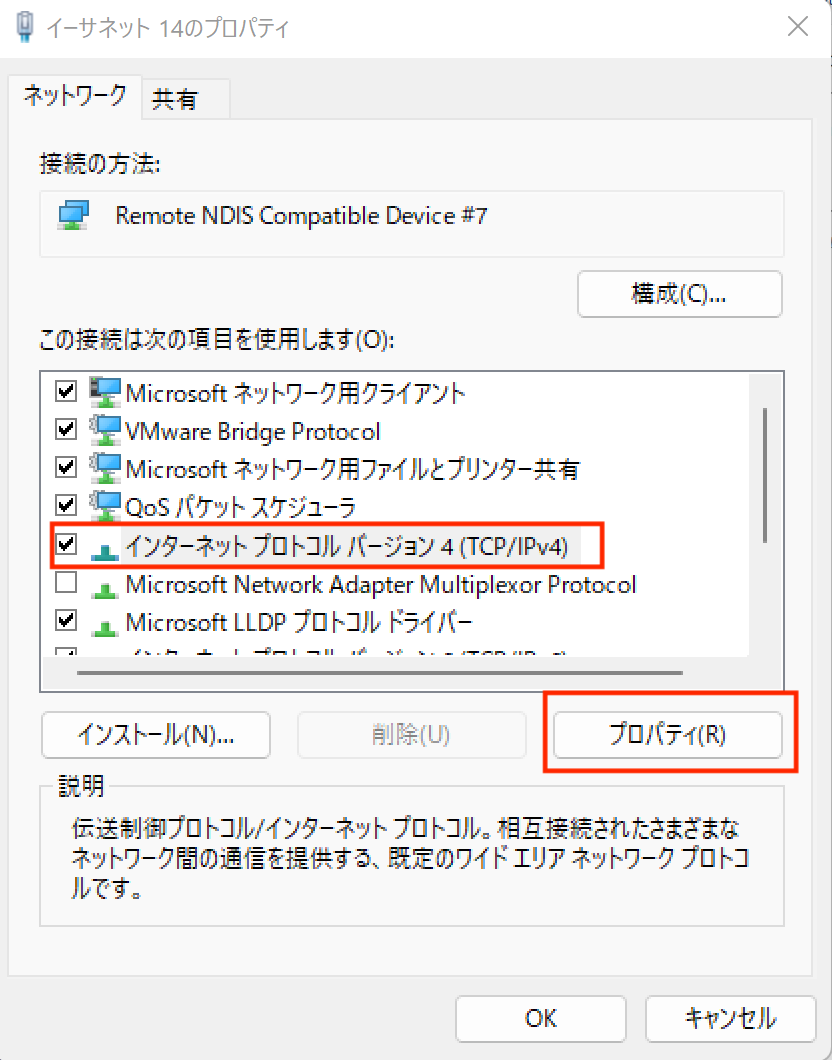 イーサネット 14のプロパティ
ネットワーク
共有
接続の方法:
Remote NDIS Compatible Device #7
構成(C)...
この接続は次の項目を使用します(O):
Microsoft ネットワーク用クライアント
VMware Bridge Protocol
Microsoft ネットワーク用ファイルとプリンター共有
QoS パケット スケジューラ
インターネット プロトコル バージョン 4 (TCP/IPv4)
Microsoft Network Adapter Multiplexor Protocol
Microsoft LLDP プロトコル ドライバー
インストール(N)...
削除(U)
プロパティ(R)
説明
伝送制御プロトコル/インターネット プロトコル。相互接続されたさまざまな
ネットワーク間の通信を提供する、既定のワイド エリア ネットワーク プロトコ
ルです。
OK
キャンセル